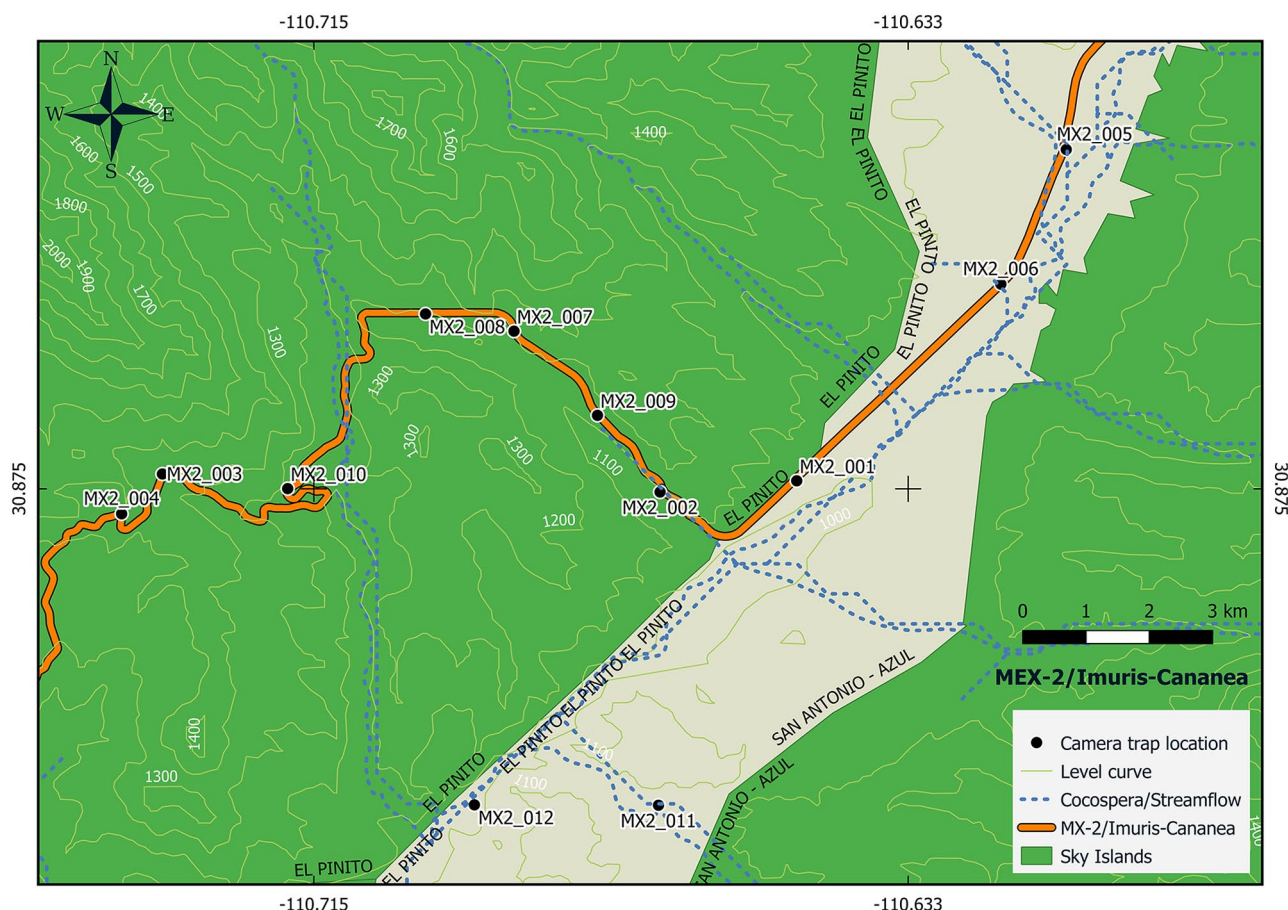 -110.715
-110.633
N
W
E
S
1400
1600
1500
1700
1600
1400
1800
2000
1900
1700
1300
EL PINITO
EL PINITO
EL PINITO
EL PINITO
EL PINITO
MX2_005
MX2_006
MX2_008
MX2_007
1300
MX2_009
1300
1300
1100
30.875
30.875
MX2_003
MX2_010
MX2_004
MX2_001
MX2_002
EL PINITO
1200
1000
0 1 2 3 km
MEX-2/Imuris-Cananea
EL PINITO
EL PINITO
EL PINITO
SAN ANTONIO - AZUL
SAN ANTONIO - AZUL
SAN ANTONIO - AZUL
1400
1300
1100
1100
EL PINITO
MX2_012
MX2_011
EL PINITO
EL PINITO
Camera trap location
Level curve
Cocospera/Streamflow
MX-2/Imuris-Cananea
Sky Islands
1400
-110.715
-110.633